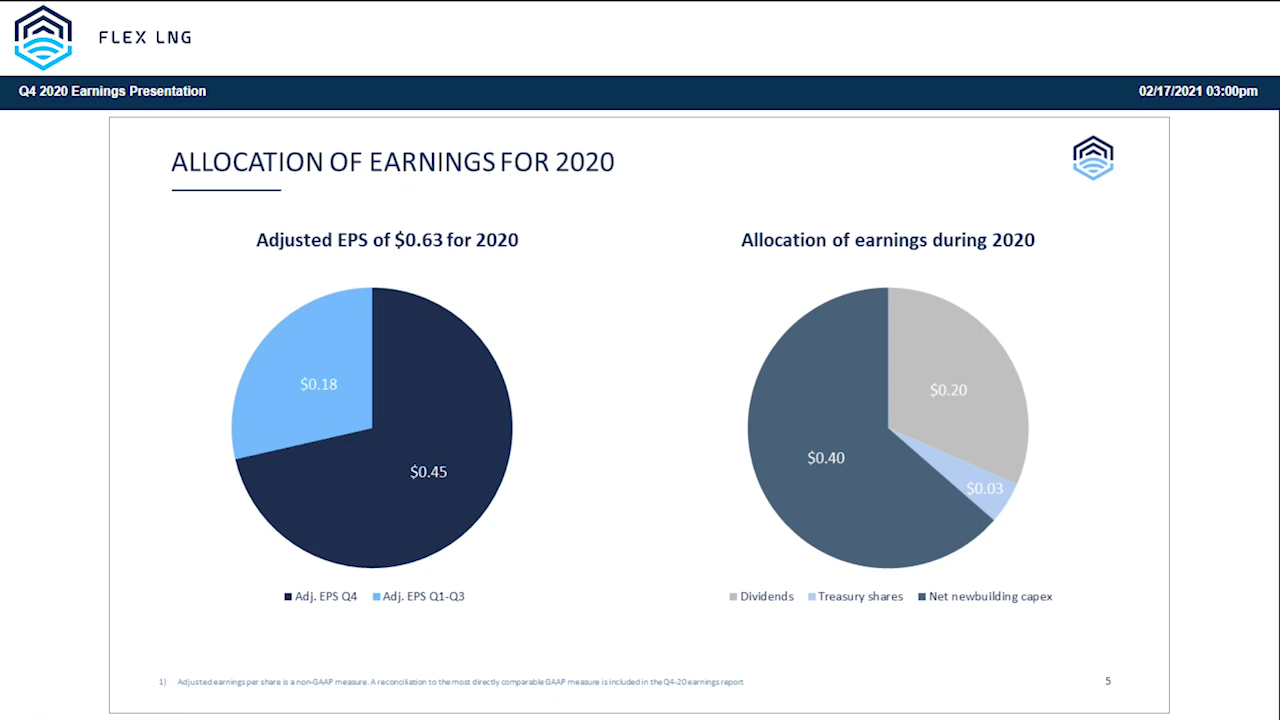 FLEX LNG
Q4 2020 Earnings Presentation
02/17/2021 03:00pm
ALLOCATION OF EARNINGS FOR 2020
Adjusted EPS of $0.63 for 2020
$0.18
$0.45
Adj. EPS Q4 Adj. EPS Q1-Q3
Allocation of earnings during 2020
$0.20
$0.40
$0.03
Dividends Treasury shares Net newbuilding capex
1) Adjusted earnings per share is a non-GAAP measure. A reconciliation to the most directly comparable GAAP measure is included in the Q4-20 earnings report
5